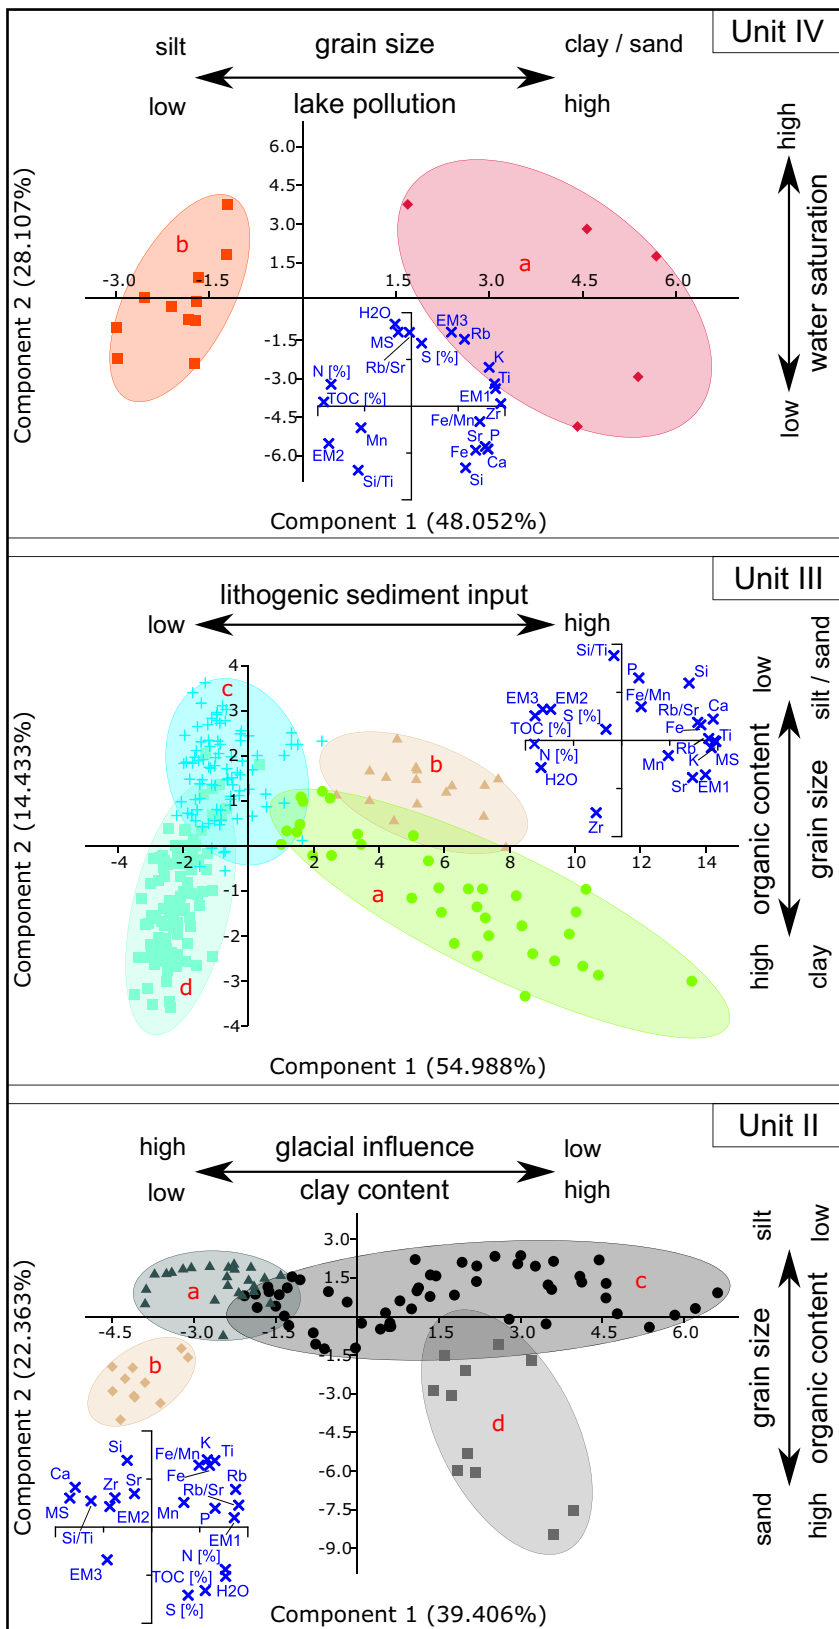 Unit IV
silt grain size clay / sand
low lake pollution high
high
water saturation
low
Component 2 (28.107%)
6.0
4.5
3.0
1.5
-1.5
-3.0
-4.5
-6.0
-3.0 -1.5 1.5 3.0 4.5 6.0
b
a
H2O
MS
Rb/Sr
S [%]
EM3
Rb
K
Ti
N [%]
TOC [%]
EM1
Zr
Fe/Mn
Mn
Sr
P
EM2
Fe
Ca
Si/Ti
Si
Component 1 (48.052%)
Unit III
lithogenic sediment input
low high
low
organic content
high
silt / sand
grain size
clay
Component 2 (14.433%)
4
3
2
1
-1
-2
-3
-4
-4 -2 2 4 6 8 10 12 14
c
b
a
d
Si/Ti
P
Si
EM3
EM2
Fe/Mn
Rb/Sr
Ca
S [%]
Fe
TOC [%]
Ti
Rb
N [%]
Mn
K
MS
H2O
Sr
EM1
Zr
Component 1 (54.988%)
Unit II
high glacial influence low
low clay content high
silt
grain size
sand
low
organic content
high
Component 2 (22.363%)
3.0
1.5
-1.5
-3.0
-4.5
-6.0
-7.5
-9.0
-4.5 -3.0 1.5 3.0 4.5 6.0
a
c
b
d
Si
Fe/Mn
K
Ti
Ca
Fe
Rb
Zr
Sr
Rb/Sr
MS
Mn
EM2
P
Si/Ti
EM1
EM3
N [%]
TOC [%]
H2O
S [%]
Component 1 (39.406%)